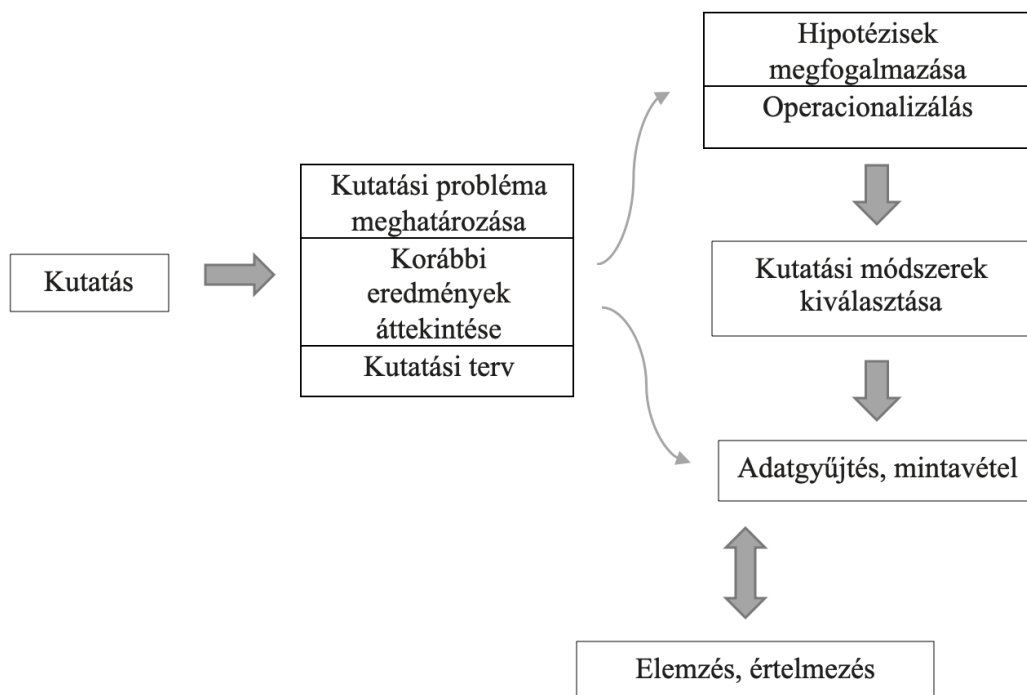 Kutatás
Kutatási probléma
meghatározása
Korábbi
eredmények
áttekintése
Kutatási terv
Hipotézisek
megfogalmazása
Operacionalizálás
Kutatási módszerek
kiválasztása
Adatgyűjtés, mintavétel
Elemzés, értelmezés